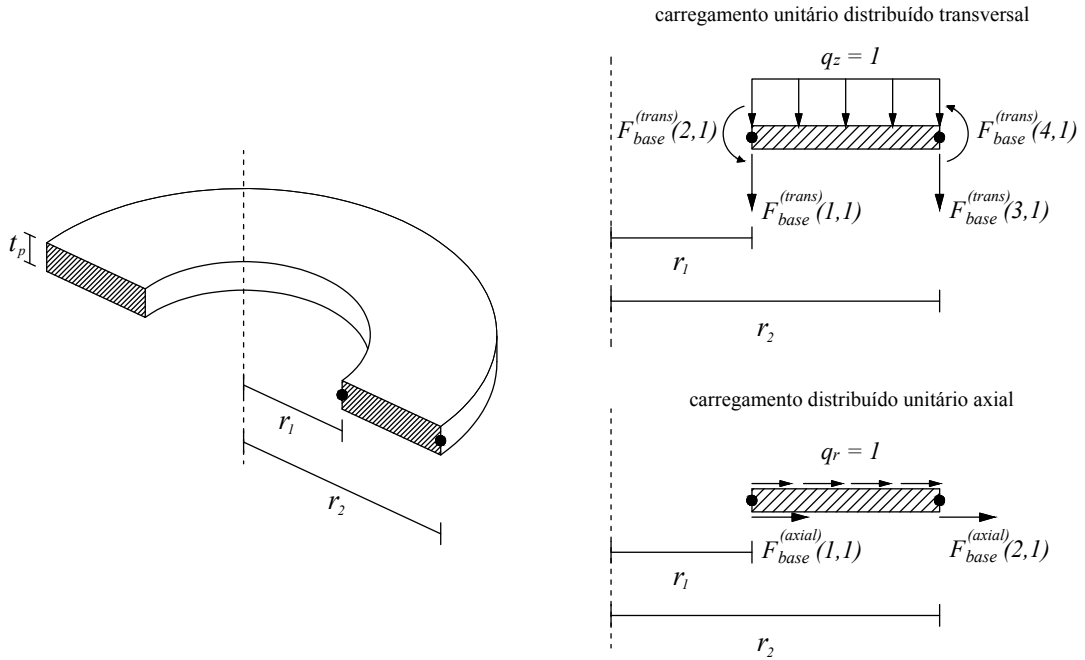 t_p
r_1
r_2
carregamento unitário distribuído transversal
q_z = 1
F_base^(trans)(2,1)
F_base^(trans)(4,1)
F_base^(trans)(1,1)
F_base^(trans)(3,1)
r_1
r_2
carregamento distribuído unitário axial
q_r = 1
F_base^(axial)(1,1)
F_base^(axial)(2,1)
r_1
r_2